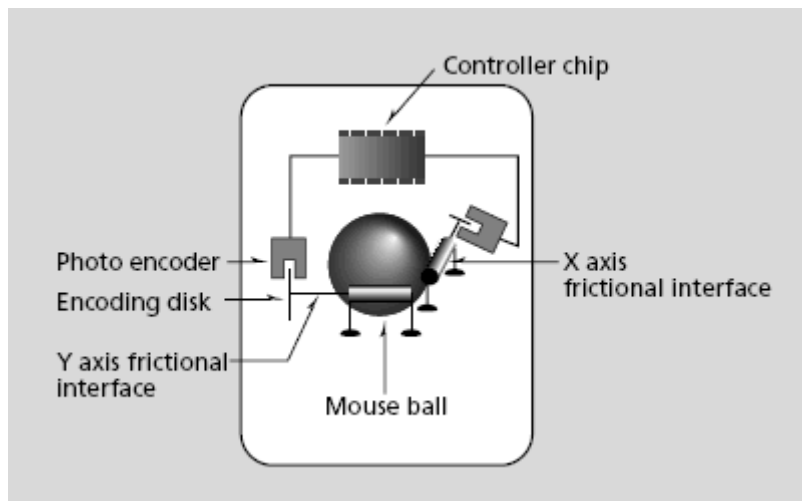 Controller chip
Photo encoder
Encoding disk
X axis
frictional interface
Y axis frictional
interface
Mouse ball